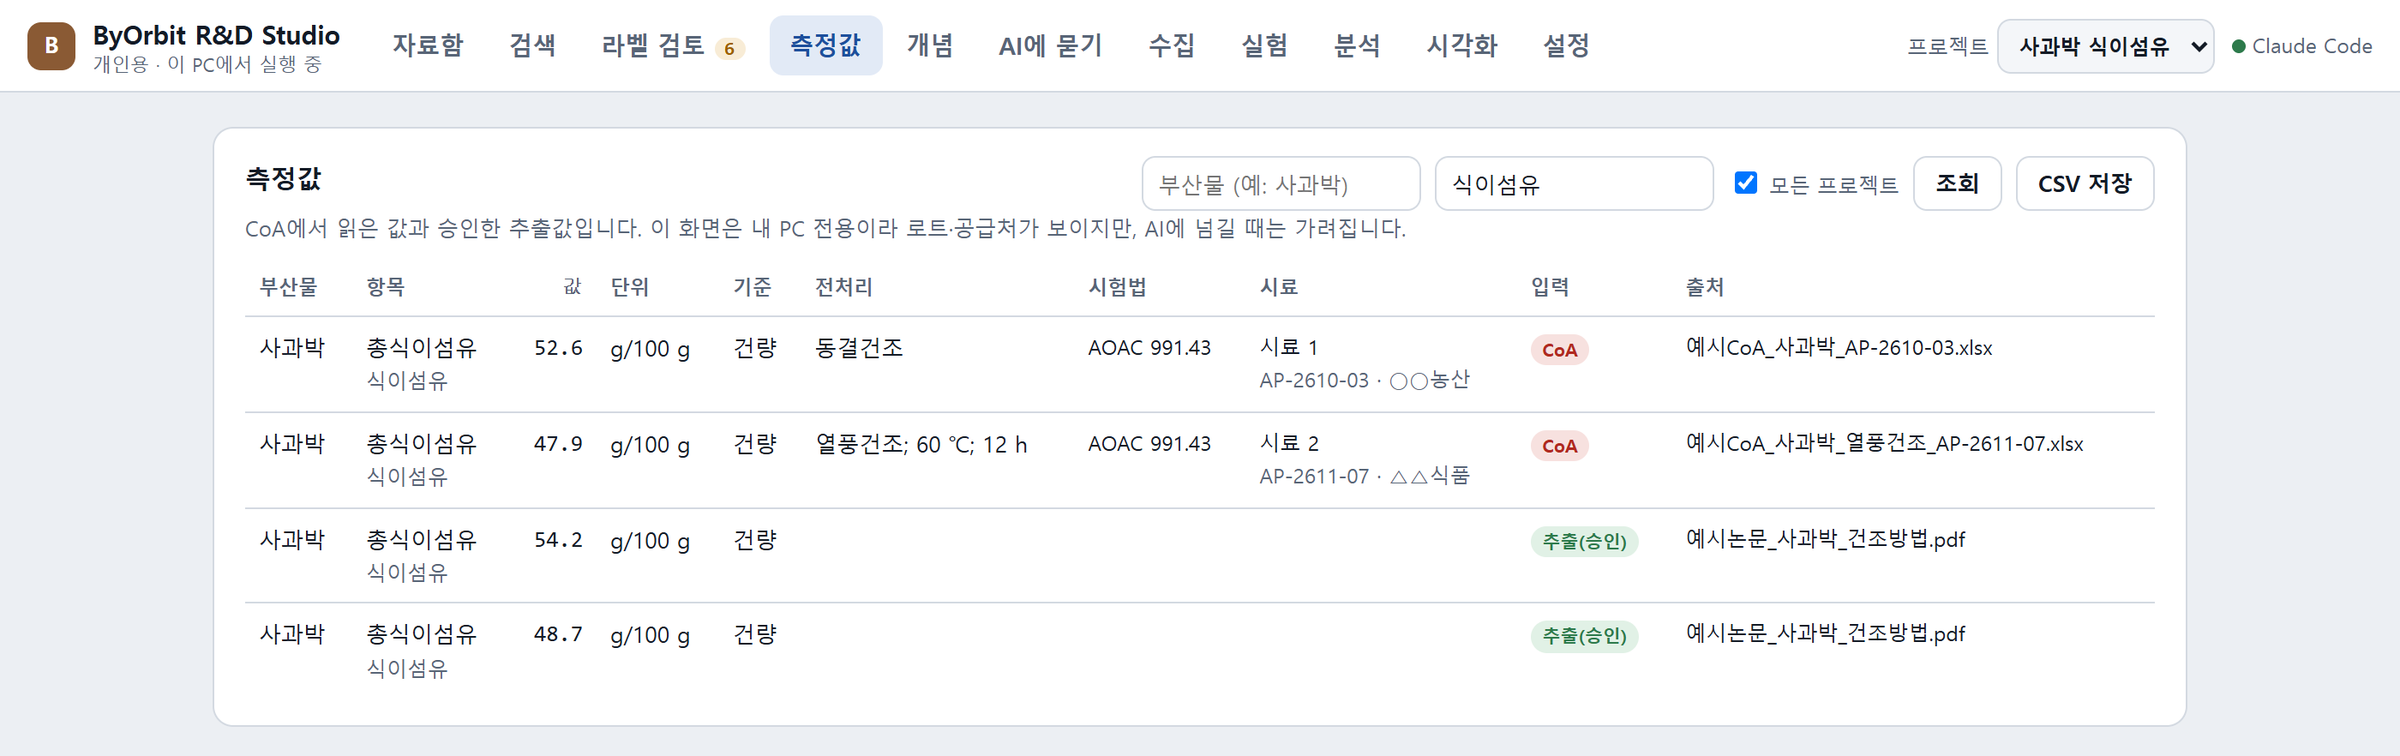 B
ByOrbit R&D Studio
개인용 · 이 PC에서 실행 중
자료함 검색 라벨 검토 6 측정값 개념 AI에 묻기 수집 실험 분석 시각화 설정
프로젝트 사과박 식이섬유 Claude Code
측정값
부산물 (예: 사과박) 식이섬유 모든 프로젝트 조회 CSV 저장
CoA에서 읽은 값과 승인한 추출값입니다. 이 화면은 내 PC 전용이라 로트·공급처가 보이지만, AI에 넘길 때는 가려집니다.
부산물 항목 값 단위 기준 전처리 시험법 시료 입력 출처
사과박 총식이섬유 52.6 g/100 g 건량 동결건조 AOAC 991.43 시료 1 CoA 예시CoA_사과박_AP-2610-03.xlsx
식이섬유 AP-2610-03 · ○○농산
사과박 총식이섬유 47.9 g/100 g 건량 열풍건조; 60 ℃; 12 h AOAC 991.43 시료 2 CoA 예시CoA_사과박_열풍건조_AP-2611-07.xlsx
식이섬유 AP-2611-07 · △△식품
사과박 총식이섬유 54.2 g/100 g 건량 추출(승인) 예시논문_사과박_건조방법.pdf
식이섬유
사과박 총식이섬유 48.7 g/100 g 건량 추출(승인) 예시논문_사과박_건조방법.pdf
식이섬유